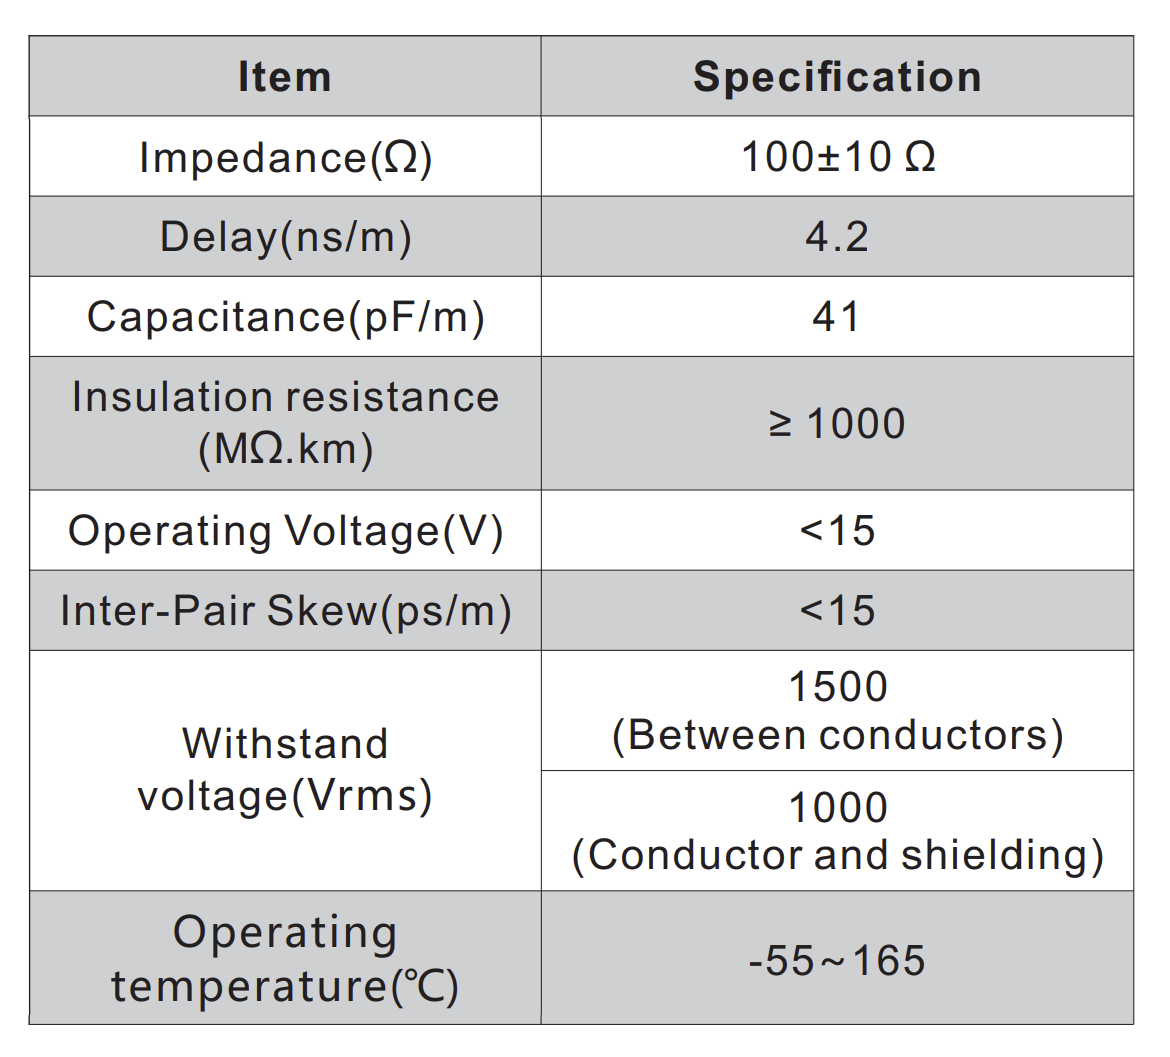 Item
Specification
Impedance(Ω)
100±10 Ω
Delay(ns/m)
4.2
Capacitance(pF/m)
41
Insulation resistance
(MΩ.km)
≥ 1000
Operating Voltage(V)
<15
Inter-Pair Skew(ps/m)
<15
Withstand
voltage(Vrms)
1500
(Between conductors)
1000
(Conductor and shielding)
Operating
temperature(℃)
-55~165